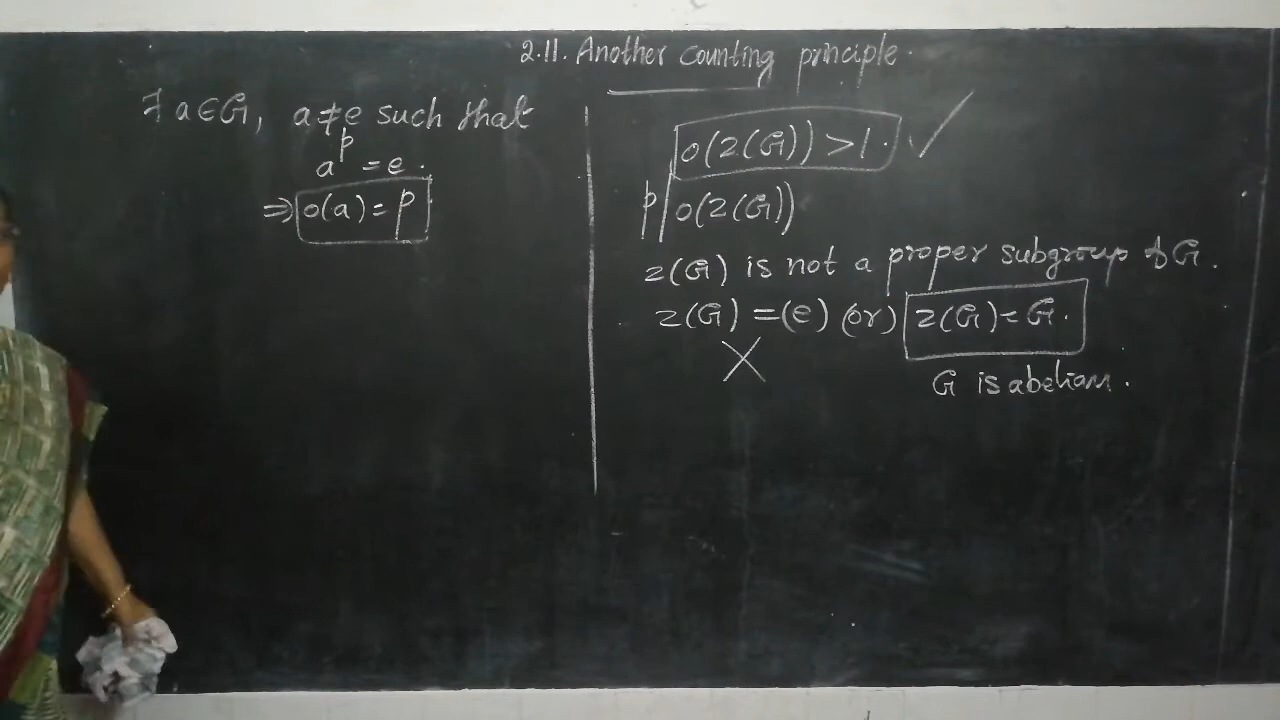 2.11. Another counting principle.
∃ a∈G, a≠e such that
a^p = e.
⇒ o(a) = p
o(Z(G)) > 1. ✓
p | o(Z(G))
Z(G) is not a proper subgroup of G.
Z(G) = (e) (or) Z(G) = G.
X
G is abelian.